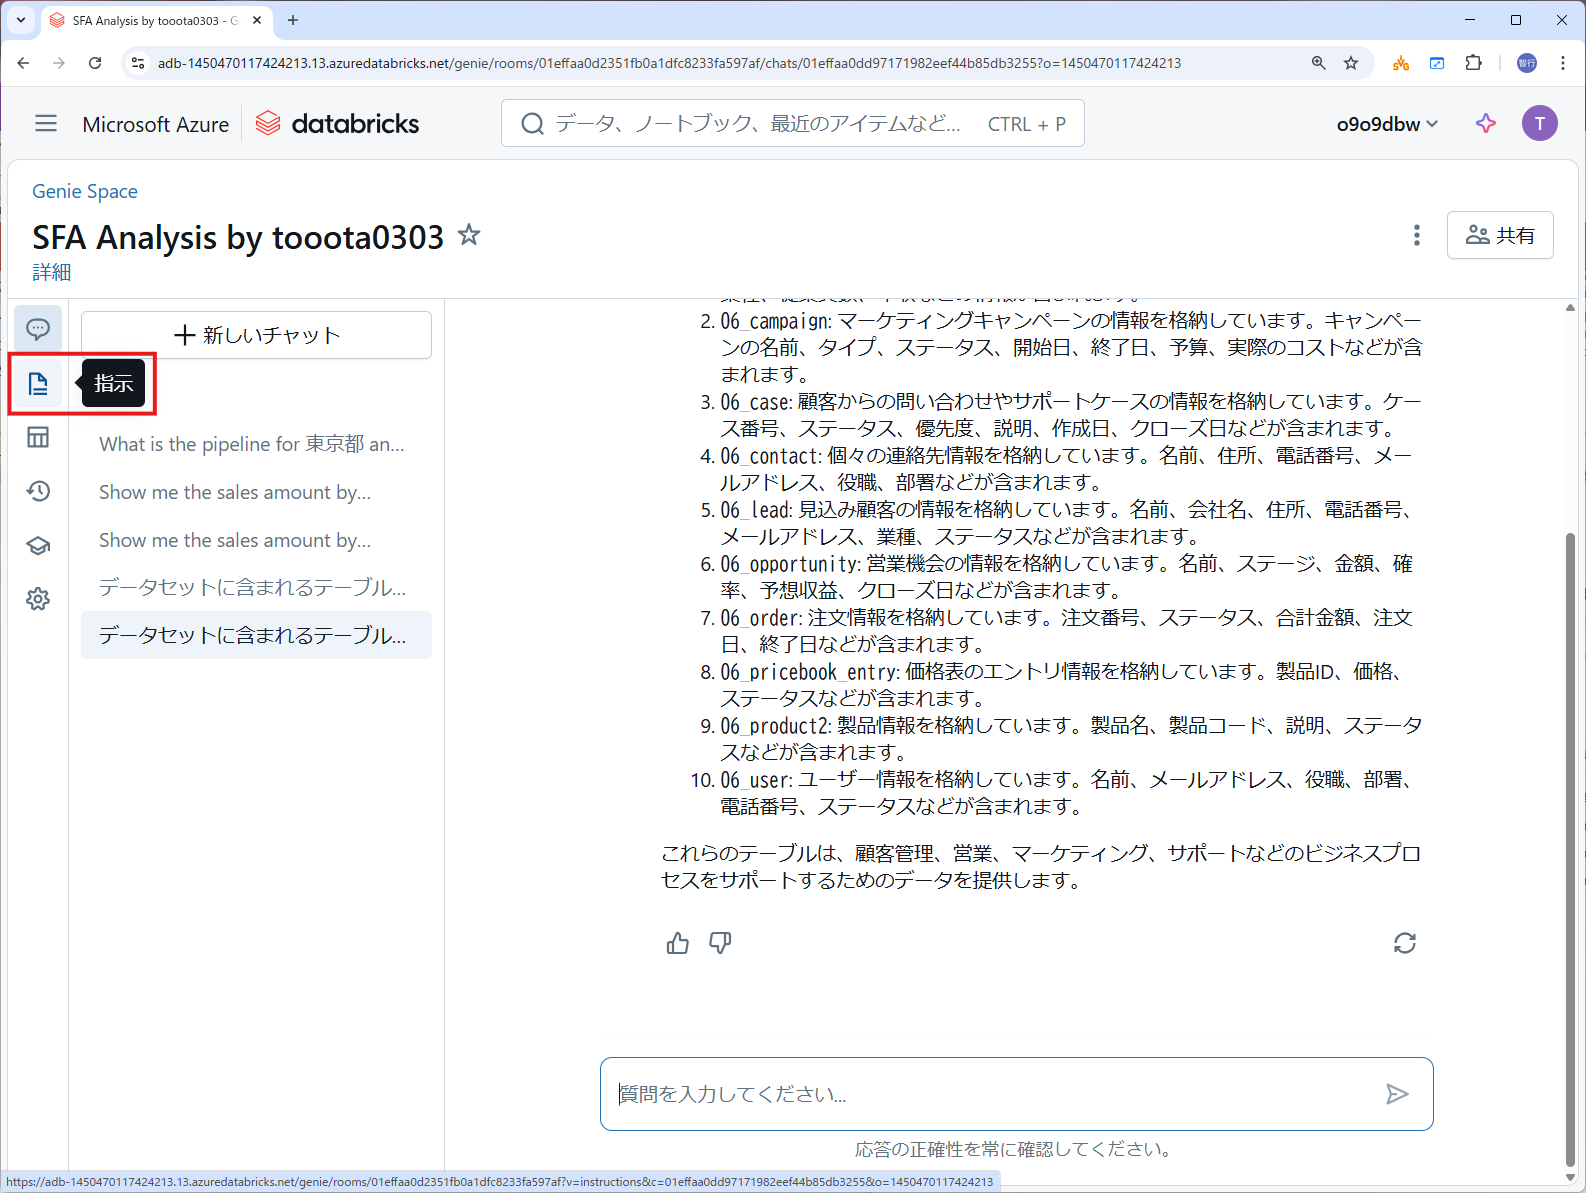 SFA Analysis by tooota0303 - G
adb-1450470117424213.13.azuredatabricks.net/genie/rooms/01effaa0d2351fb0a1dfc8233fa597af/chats/01effaa0dd97171982eef44b85db3255?o=1450470117424213
智行
Microsoft Azure
databricks
データ、ノートブック、最近のアイテムなど...
CTRL + P
o9o9dbw
T
Genie Space
SFA Analysis by tooota0303
詳細
共有
新しいチャット
指示
What is the pipeline for 東京都 an...
Show me the sales amount by...
Show me the sales amount by...
データセットに含まれるテーブル...
データセットに含まれるテーブル...
2. 06_campaign: マーケティングキャンペーンの情報を格納しています。キャンペー
ンの名前、タイプ、ステータス、開始日、終了日、予算、実際のコストなどが含
まれます。
3. 06_case: 顧客からの問い合わせやサポートケースの情報を格納しています。ケー
ス番号、ステータス、優先度、説明、作成日、クローズ日などが含まれます。
4. 06_contact: 個々の連絡先情報を格納しています。名前、住所、電話番号、メー
ルアドレス、役職、部署などが含まれます。
5. 06_lead: 見込み顧客の情報を格納しています。名前、会社名、住所、電話番号、
メールアドレス、業種、ステータスなどが含まれます。
6. 06_opportunity: 営業機会の情報を格納しています。名前、ステージ、金額、確
率、予想収益、クローズ日などが含まれます。
7. 06_order: 注文情報を格納しています。注文番号、ステータス、合計金額、注文
日、終了日などが含まれます。
8. 06_pricebook_entry: 価格表のエントリ情報を格納しています。製品ID、価格、
ステータスなどが含まれます。
9. 06_product2: 製品情報を格納しています。製品名、製品コード、説明、ステータ
スなどが含まれます。
10. 06_user: ユーザー情報を格納しています。名前、メールアドレス、役職、部署、
電話番号、ステータスなどが含まれます。
これらのテーブルは、顧客管理、営業、マーケティング、サポートなどのビジネスプロ
セスをサポートするためのデータを提供します。
質問を入力してください...
応答の正確性を常に確認してください。
https://adb-1450470117424213.13.azuredatabricks.net/genie/rooms/01effaa0d2351fb0a1dfc8233fa597af?v=instructions&c=01effaa0dd97171982eef44b85db3255&o=1450470117424213